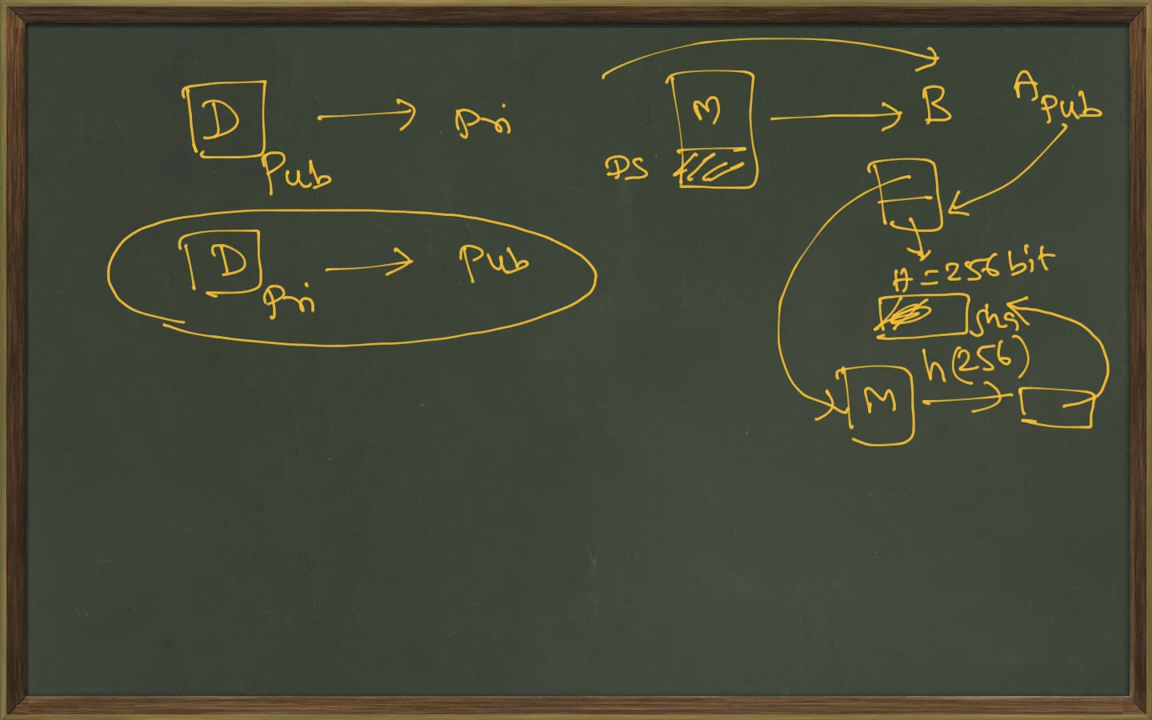 D Pub → Pri
D Pri → Pub
M → B
DS
A Pub
H = 256 bit
sha
h(256)
M →